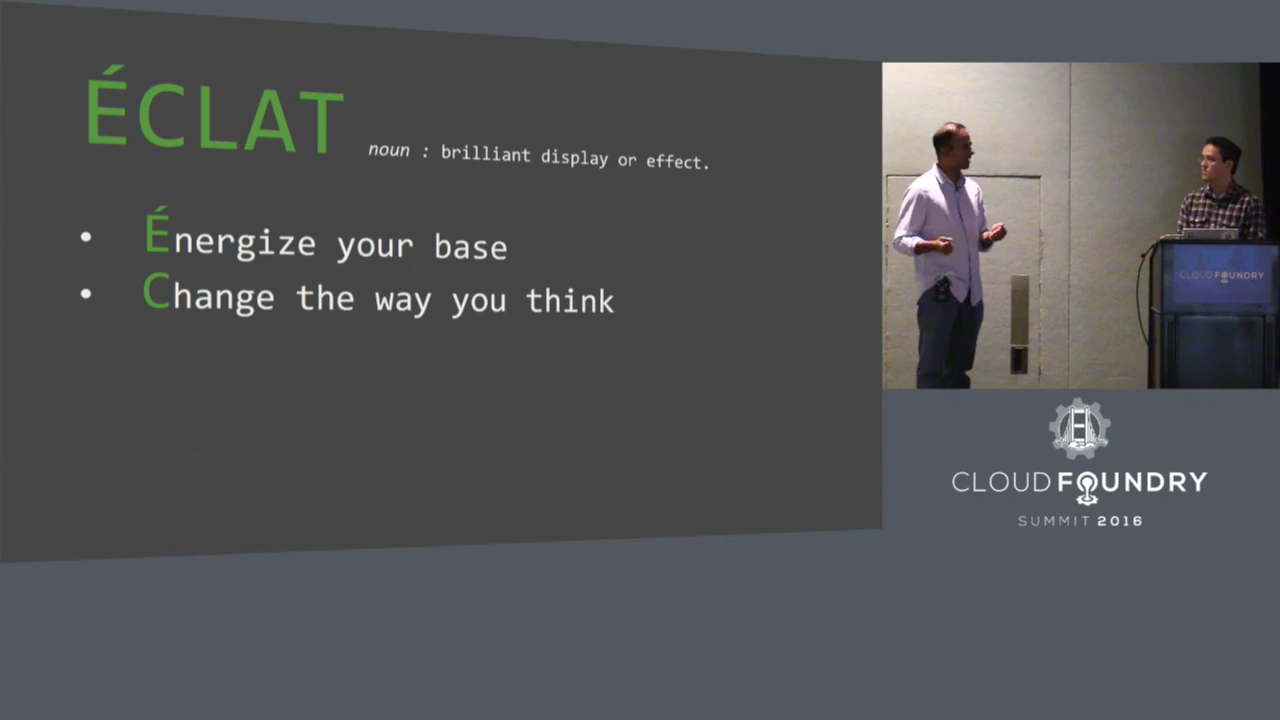 ÉCLAT noun : brilliant display or effect.
• Énergize your base
• Change the way you think
CLOUD FOUNDRY
CLOUD FOUNDRY
SUMMIT 2016